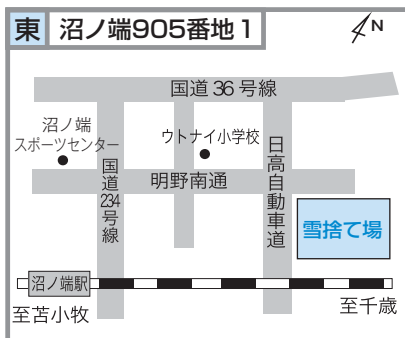 東 沼ノ端905番地1
N
国道36号線
沼ノ端
スポーツセンター
ウトナイ小学校
国道234号線
明野南通
日高自動車道
雪捨て場
沼ノ端駅
至苫小牧
至千歳